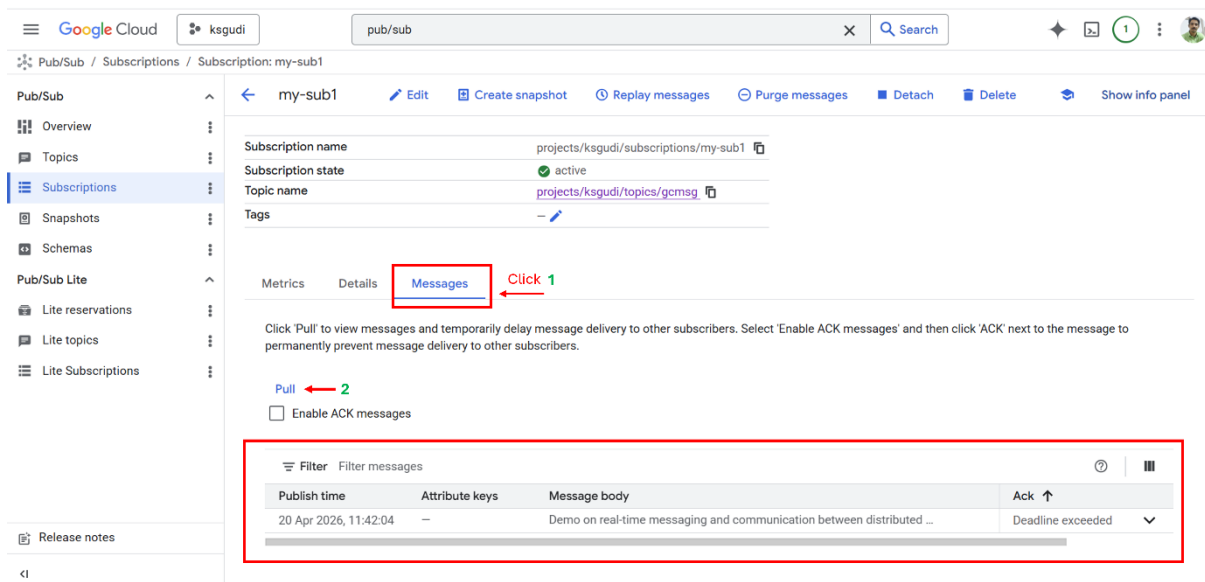 Google Cloud
ksgudi
pub/sub
Search
1
Pub/Sub / Subscriptions / Subscription: my-sub1
Pub/Sub
Overview
Topics
Subscriptions
Snapshots
Schemas
Pub/Sub Lite
Lite reservations
Lite topics
Lite Subscriptions
Release notes
my-sub1 Edit Create snapshot Replay messages Purge messages Detach Delete Show info panel
Subscription name projects/ksgudi/subscriptions/my-sub1
Subscription state active
Topic name projects/ksgudi/topics/gcmsg
Tags —
Metrics Details Messages Click 1
Click 'Pull' to view messages and temporarily delay message delivery to other subscribers. Select 'Enable ACK messages' and then click 'ACK' next to the message to
permanently prevent message delivery to other subscribers.
Pull 2
Enable ACK messages
Filter Filter messages
Publish time Attribute keys Message body Ack
20 Apr 2026, 11:42:04 — Demo on real-time messaging and communication between distributed ... Deadline exceeded